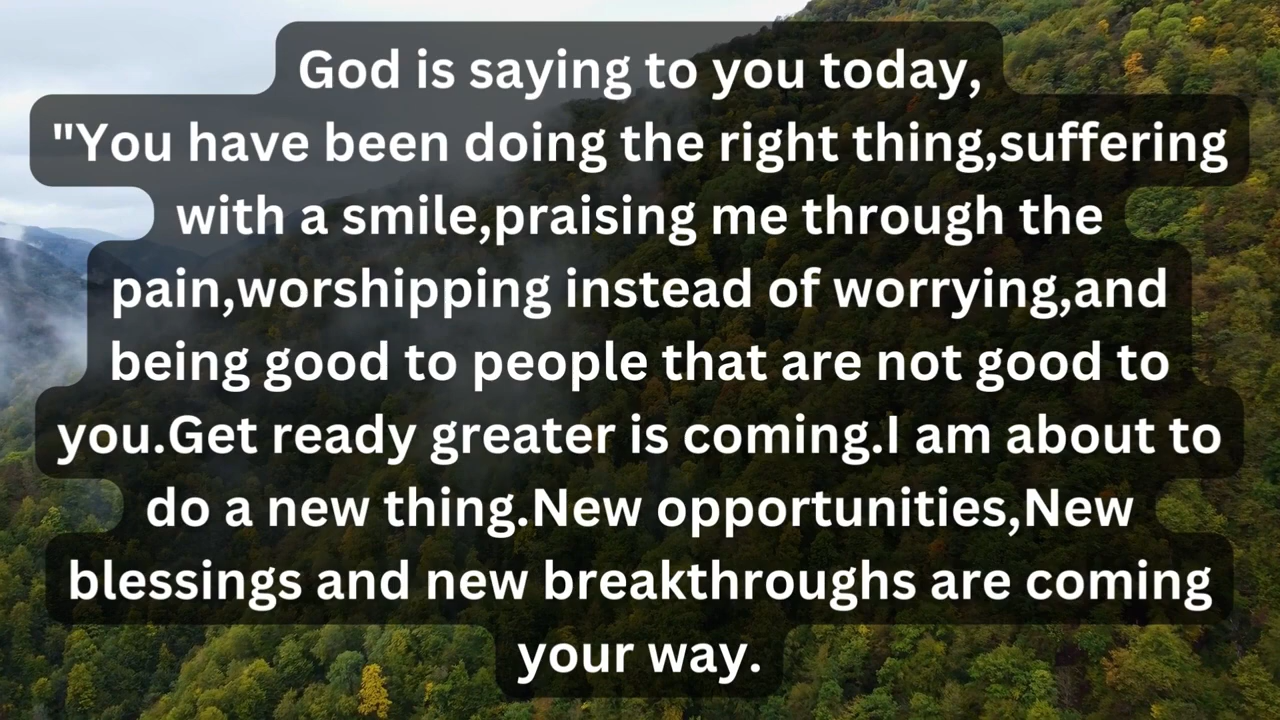 God is saying to you today,
"You have been doing the right thing,suffering
with a smile,praising me through the
pain,worshipping instead of worrying,and
being good to people that are not good to
you.Get ready greater is coming.I am about to
do a new thing.New opportunities,New
blessings and new breakthroughs are coming
your way.